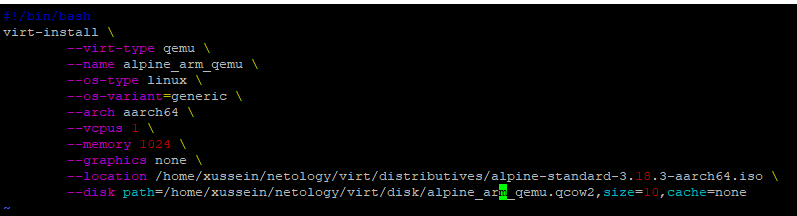 #!/bin/bash
virt-install \
--virt-type qemu \
--name alpine_arm_qemu \
--os-type linux \
--os-variant=generic \
--arch aarch64 \
--vcpus 1 \
--memory 1024 \
--graphics none \
--location /home/xussein/netology/virt/distributives/alpine-standard-3.18.3-aarch64.iso \
--disk path=/home/xussein/netology/virt/disk/alpine_arm_qemu.qcow2,size=10,cache=none
~